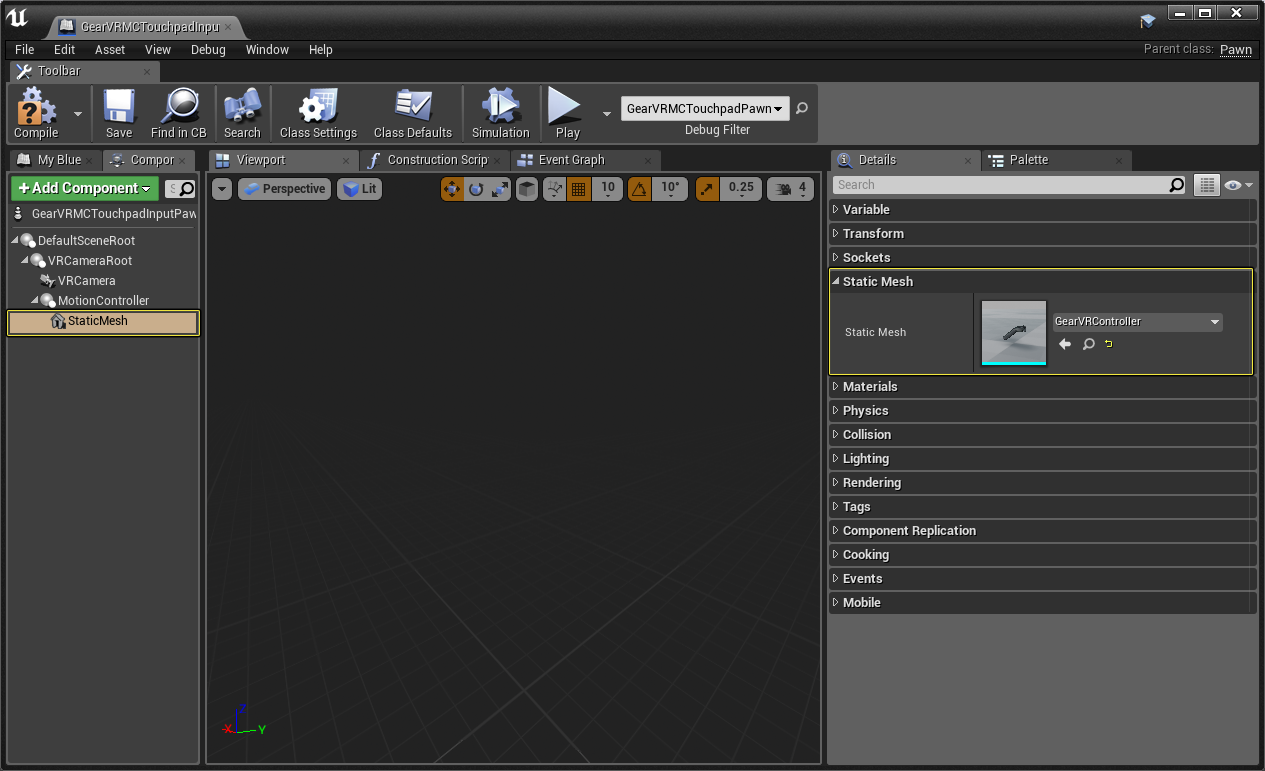 GearVRMCTouchpadInpu
File Edit Asset View Debug Window Help
Parent class: Pawn
Toolbar
Compile Save Find in CB Search Class Settings Class Defaults Simulation Play
GearVRMCTouchpadPawn
Debug Filter
My Blue Compor Viewport Construction Scrip Event Graph Details Palette
+Add Component S
Perspective Lit 10 10° 0.25 4
Search
GearVRMCTouchpadInputPaw
DefaultSceneRoot
VRCameraRoot
VRCamera
MotionController
StaticMesh
X Z Y
Variable
Transform
Sockets
Static Mesh
Static Mesh
GearVRController
Materials
Physics
Collision
Lighting
Rendering
Tags
Component Replication
Cooking
Events
Mobile